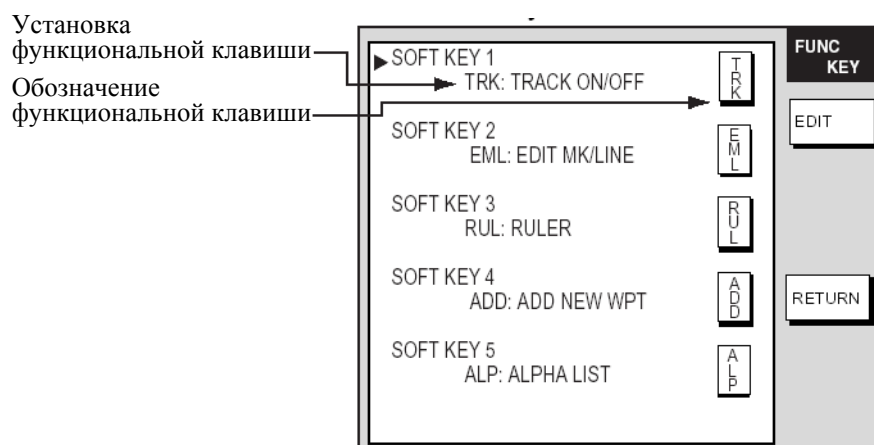 Установка
функциональной клавиши
Обозначение
функциональной клавиши
SOFT KEY 1
TRK: TRACK ON/OFF
TRK
SOFT KEY 2
EML: EDIT MK/LINE
EML
SOFT KEY 3
RUL: RULER
RUL
SOFT KEY 4
ADD: ADD NEW WPT
ADD
SOFT KEY 5
ALP: ALPHA LIST
ALP
FUNC
KEY
EDIT
RETURN